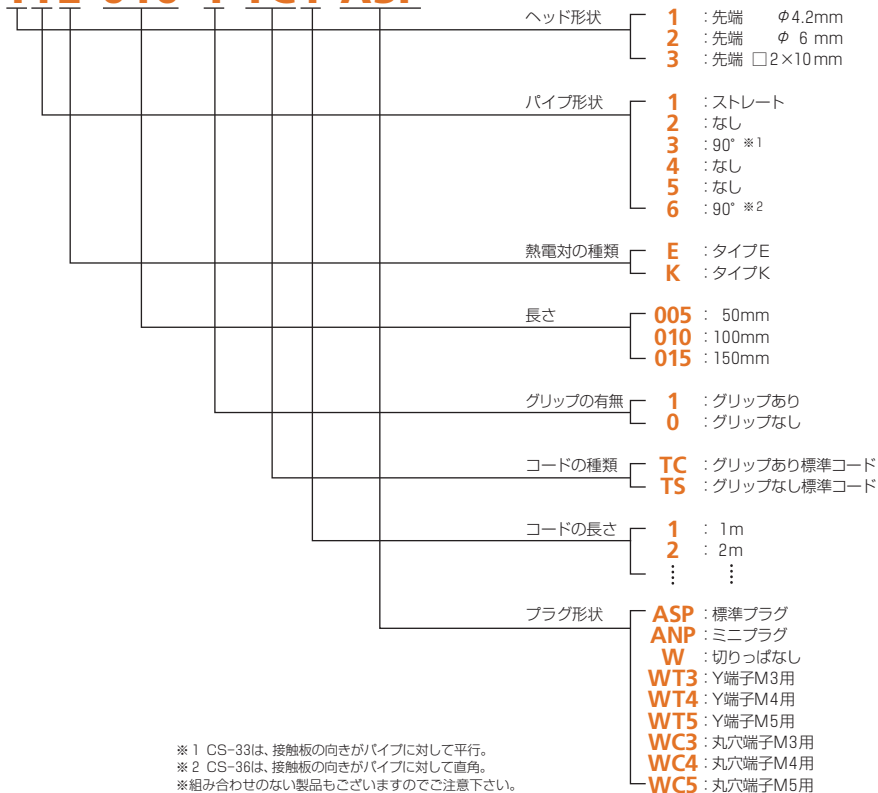 ヘッド形状 1 :先端 φ4.2mm
2 :先端 φ 6 mm
3 :先端 □2×10mm
パイプ形状 1 :ストレート
2 :なし
3 :90° ※1
4 :なし
5 :なし
6 :90° ※2
熱電対の種類 E :タイプE
K :タイプK
長さ 005 : 50mm
010 :100mm
015 :150mm
グリップの有無 1 :グリップあり
0 :グリップなし
コードの種類 TC :グリップあり標準コード
TS :グリップなし標準コード
コードの長さ 1 : 1m
2 : 2m
⋮ ⋮
プラグ形状 ASP :標準プラグ
ANP :ミニプラグ
W :切りっぱなし
WT3 :Y端子M3用
WT4 :Y端子M4用
WT5 :Y端子M5用
WC3 :丸穴端子M3用
WC4 :丸穴端子M4用
WC5 :丸穴端子M5用
※1 CS-33は、接触板の向きがパイプに対して平行。
※2 CS-36は、接触板の向きがパイプに対して直角。
※組み合わせのない製品もございますのでご注意下さい。